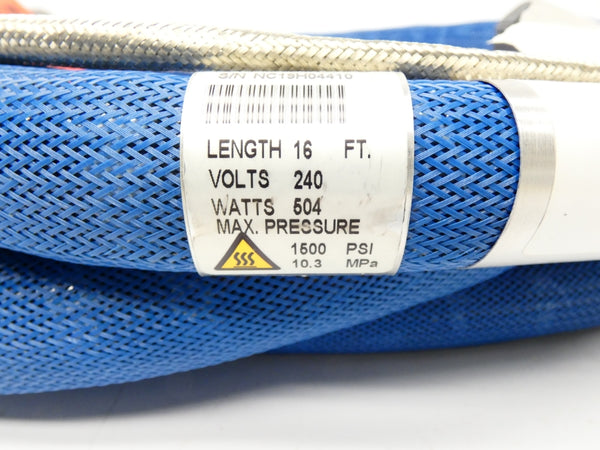 S/N NC19H04410
LENGTH 16 FT.
VOLTS 240
WATTS 504
MAX. PRESSURE
1500 PSI
10.3 MPa